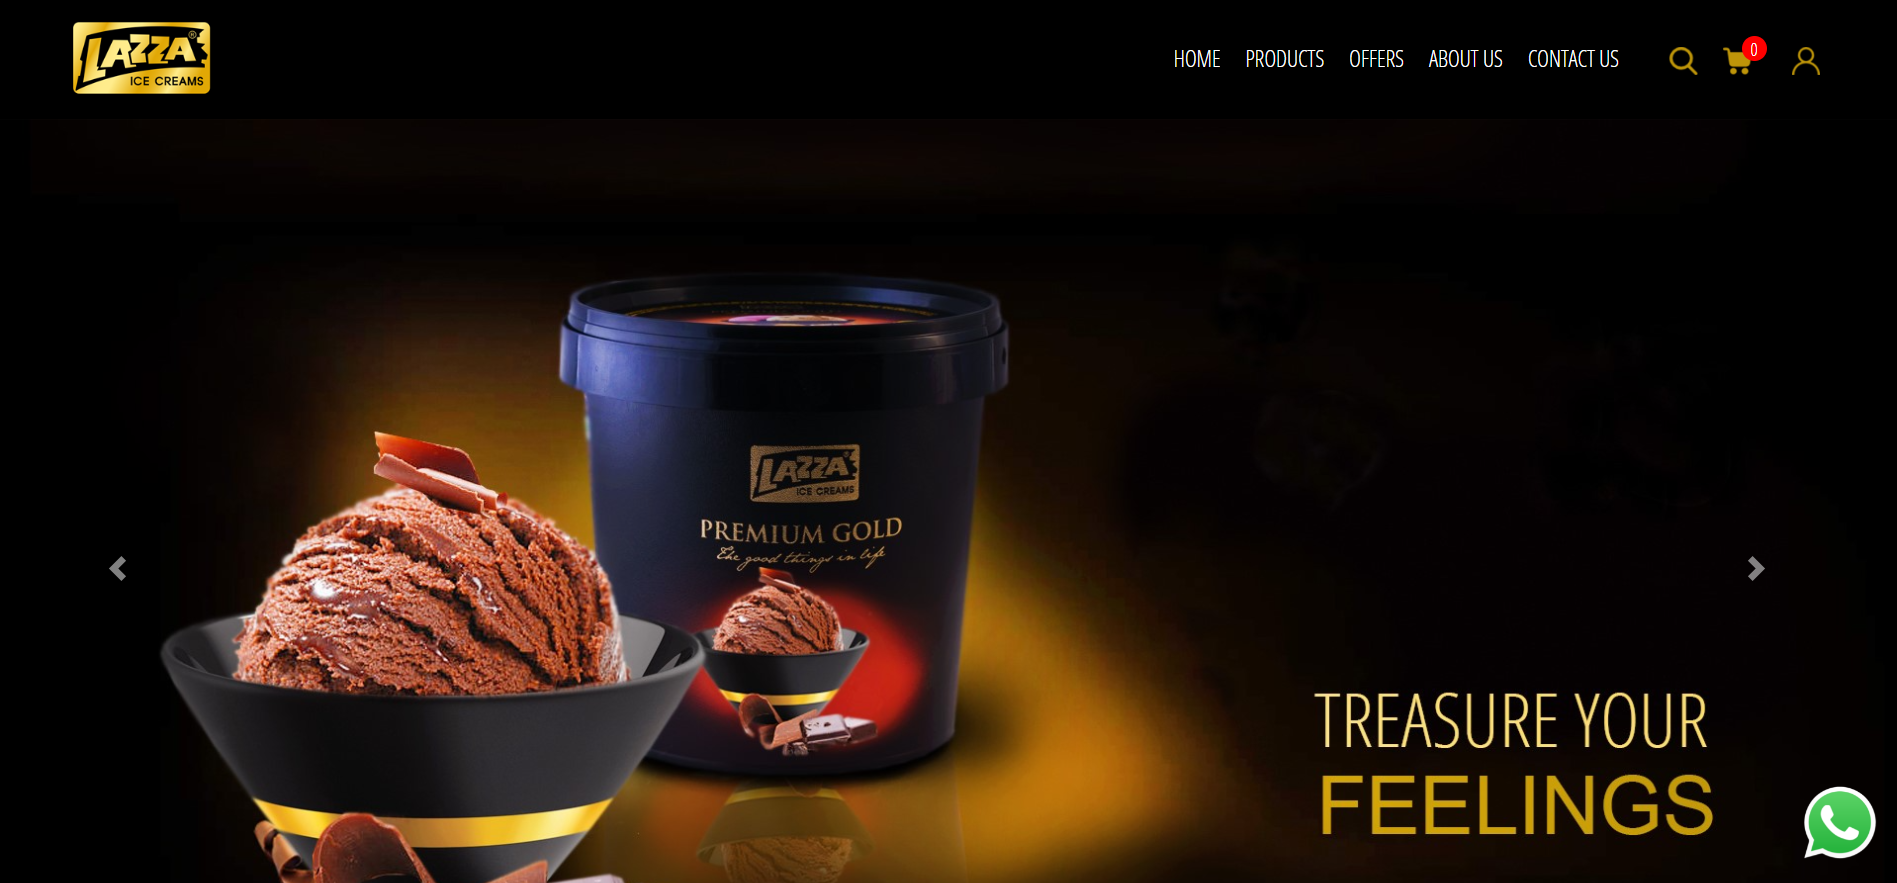 LAZZA®
ICE CREAMS
HOME PRODUCTS OFFERS ABOUT US CONTACT US
0
LAZZA®
ICE CREAMS
PREMIUM GOLD
The good things in life
TREASURE YOUR
FEELINGS